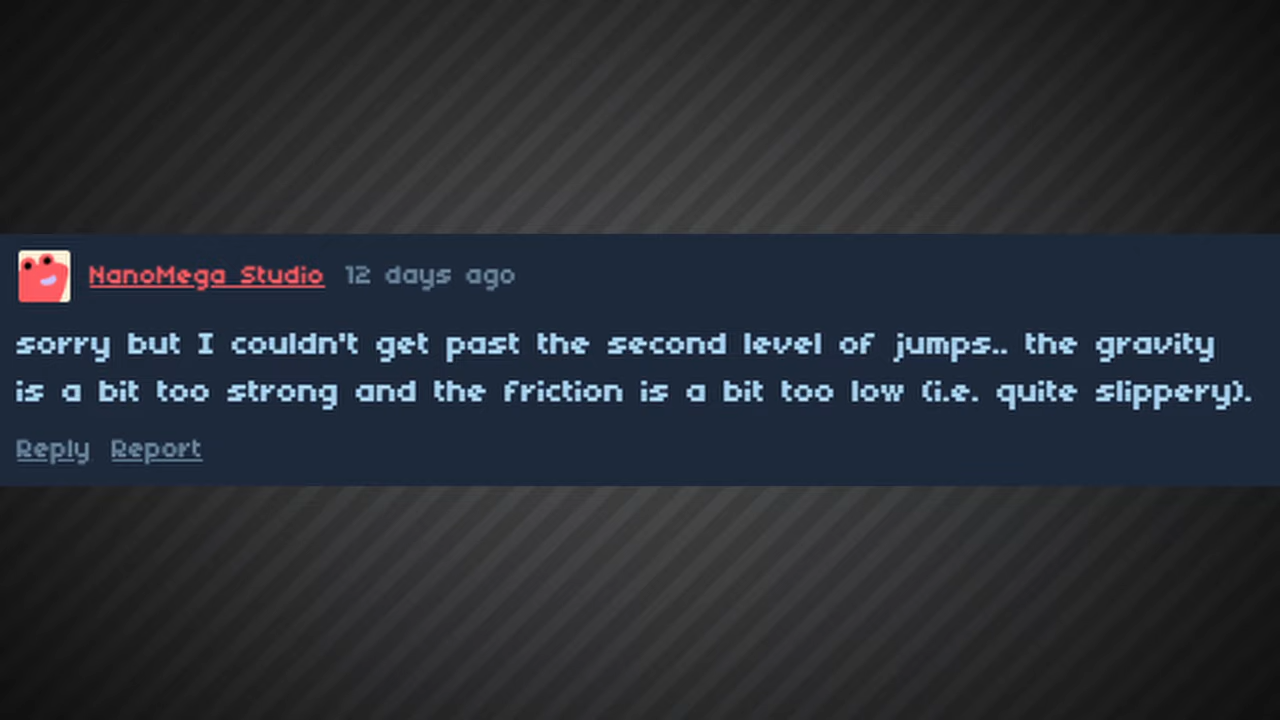 NanoMega Studio 12 days ago
sorry but I couldn't get past the second level of jumps.. the gravity
is a bit too strong and the friction is a bit too low (i.e. quite slippery).
Reply Report